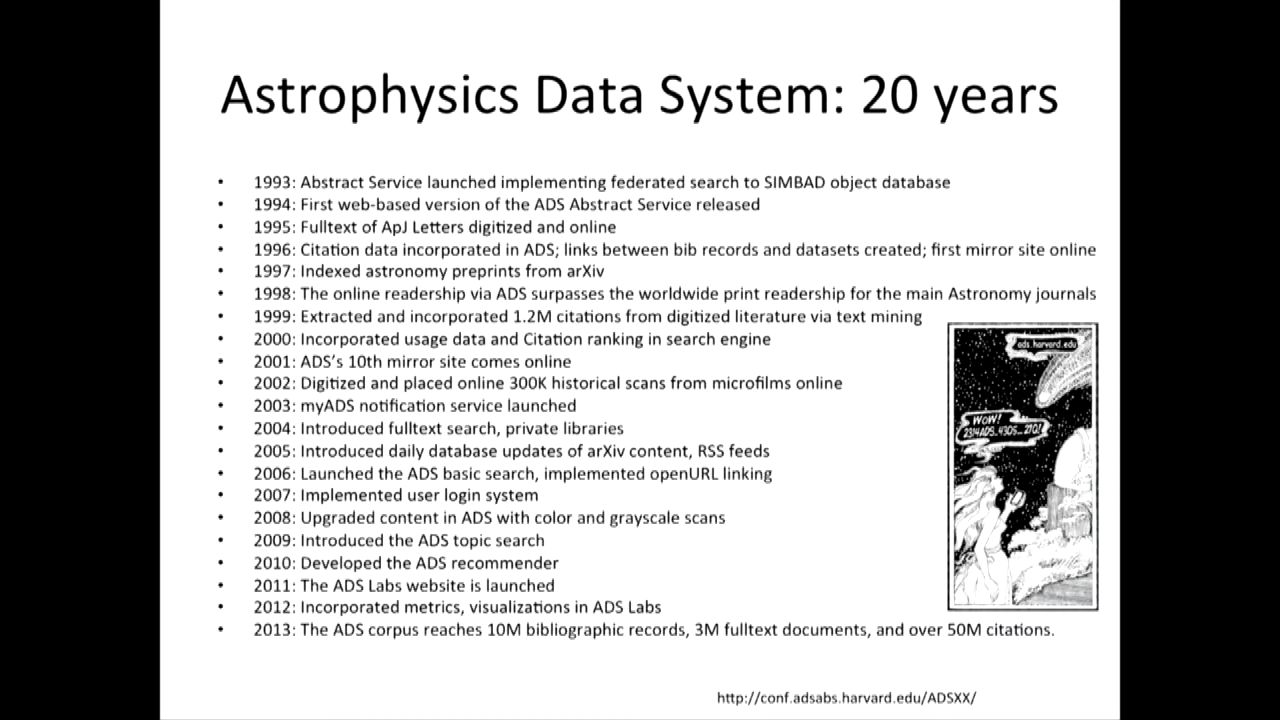 Astrophysics Data System: 20 years
• 1993: Abstract Service launched implementing federated search to SIMBAD object database
• 1994: First web-based version of the ADS Abstract Service released
• 1995: Fulltext of ApJ Letters digitized and online
• 1996: Citation data incorporated in ADS; links between bib records and datasets created; first mirror site online
• 1997: Indexed astronomy preprints from arXiv
• 1998: The online readership via ADS surpasses the worldwide print readership for the main Astronomy journals
• 1999: Extracted and incorporated 1.2M citations from digitized literature via text mining
• 2000: Incorporated usage data and Citation ranking in search engine
• 2001: ADS's 10th mirror site comes online
• 2002: Digitized and placed online 300K historical scans from microfilms online
• 2003: myADS notification service launched
• 2004: Introduced fulltext search, private libraries
• 2005: Introduced daily database updates of arXiv content, RSS feeds
• 2006: Launched the ADS basic search, implemented openURL linking
• 2007: Implemented user login system
• 2008: Upgraded content in ADS with color and grayscale scans
• 2009: Introduced the ADS topic search
• 2010: Developed the ADS recommender
• 2011: The ADS Labs website is launched
• 2012: Incorporated metrics, visualizations in ADS Labs
• 2013: The ADS corpus reaches 10M bibliographic records, 3M fulltext documents, and over 50M citations.
ads.harvard.edu
WOW!
http://conf.adsabs.harvard.edu/ADSXX/